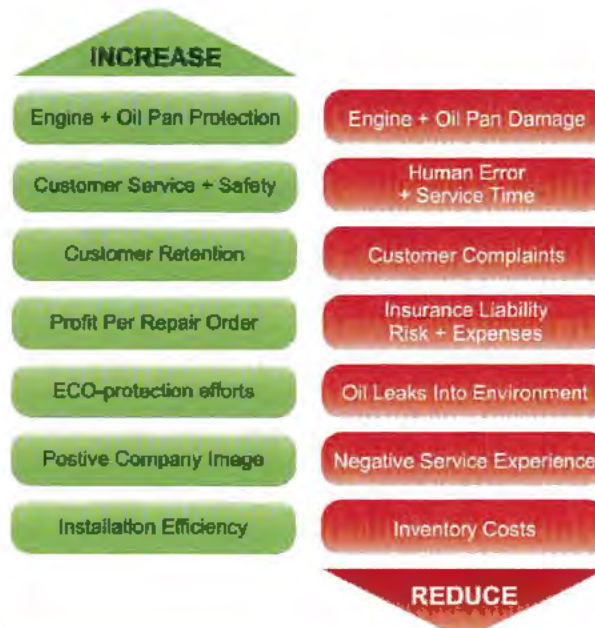 INCREASE
Engine + Oil Pan Protection
Customer Service + Safety
Customer Retention
Profit Per Repair Order
ECO-protection efforts
Postive Company Image
Installation Efficiency
Engine + Oil Pan Damage
Human Error
+ Service Time
Customer Complaints
Insurance Liability
Risk + Expenses
Oil Leaks Into Environment
Negative Service Experience
Inventory Costs
REDUCE